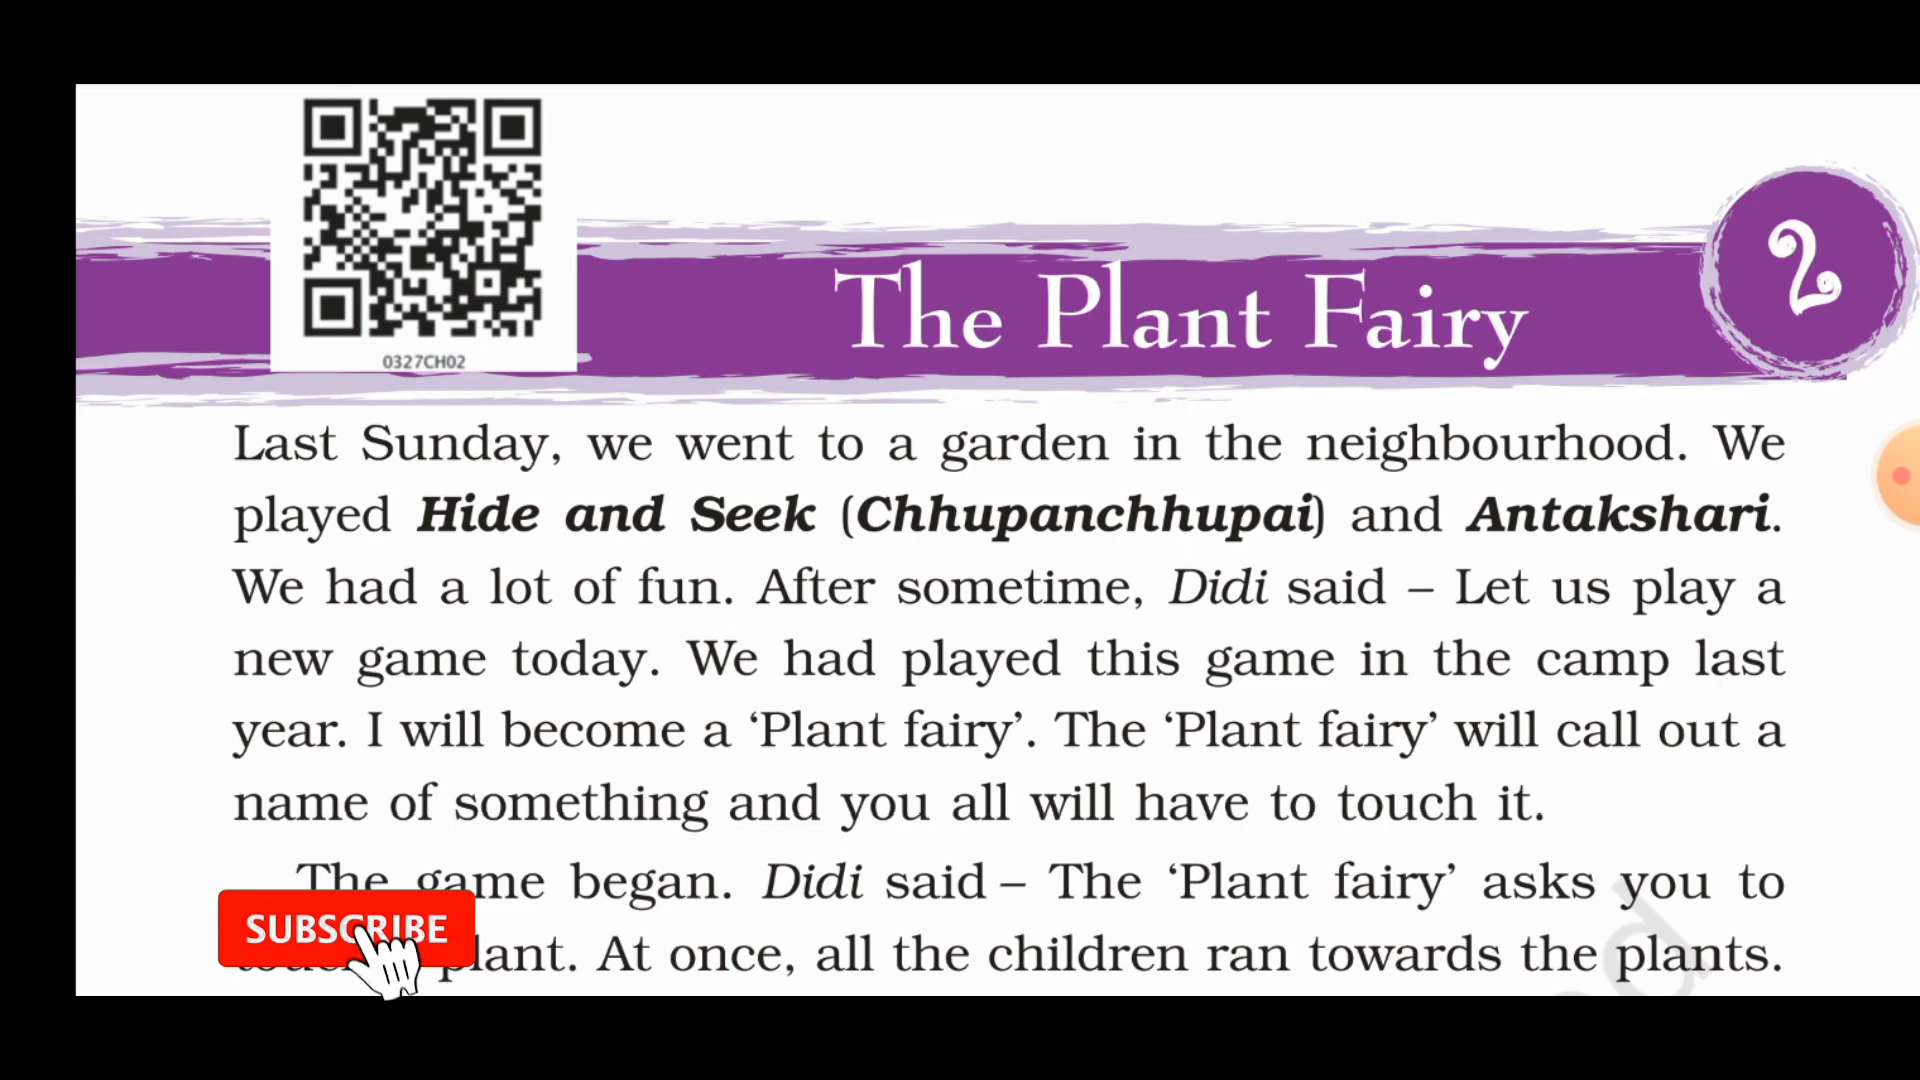 0327CH02
The Plant Fairy
2
Last Sunday, we went to a garden in the neighbourhood. We
played Hide and Seek (Chhupanchhupai) and Antakshari.
We had a lot of fun. After sometime, Didi said – Let us play a
new game today. We had played this game in the camp last
year. I will become a ‘Plant fairy’. The ‘Plant fairy’ will call out a
name of something and you all will have to touch it.
The game began. Didi said – The ‘Plant fairy’ asks you to
SUBSCRIBE
plant. At once, all the children ran towards the plants.